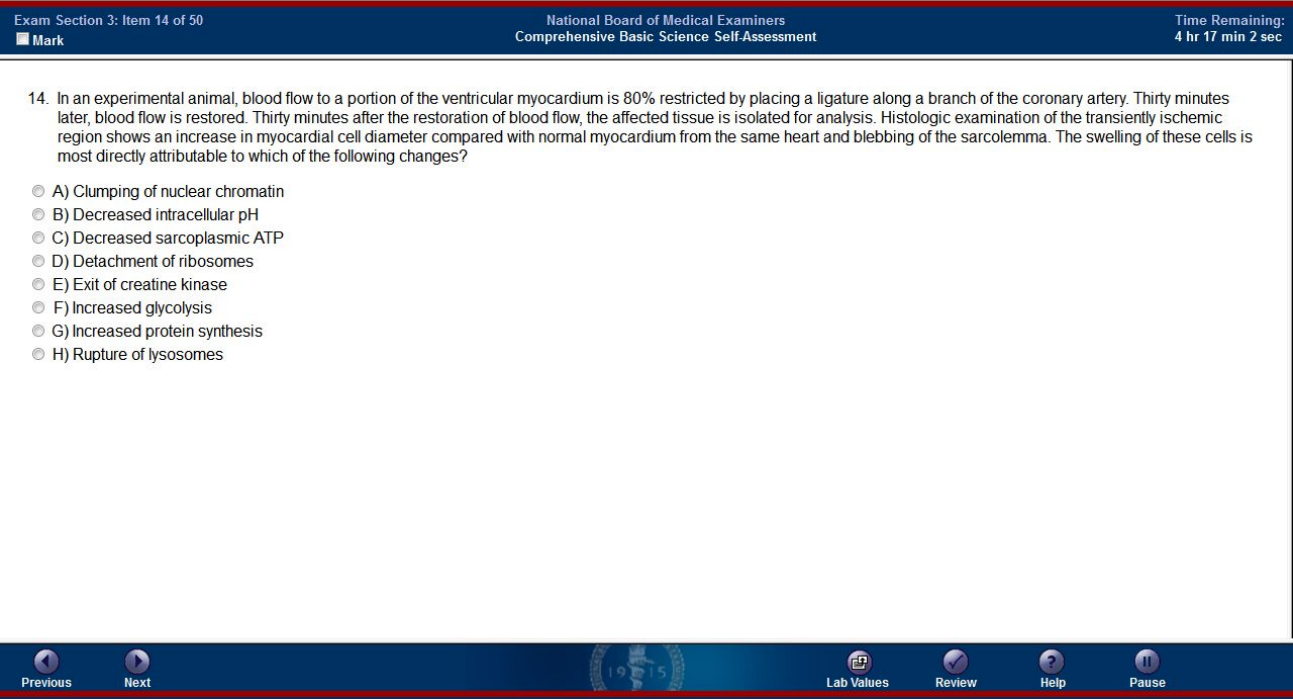 Exam Section 3: Item 14 of 50
National Board of Medical Examiners
Time Remaining:
Mark
Comprehensive Basic Science Self-Assessment
4 hr 17 min 2 sec
14. In an experimental animal, blood flow to a portion of the ventricular myocardium is 80% restricted by placing a ligature along a branch of the coronary artery. Thirty minutes
later, blood flow is restored. Thirty minutes after the restoration of blood flow, the affected tissue is isolated for analysis. Histologic examination of the transiently ischemic
region shows an increase in myocardial cell diameter compared with normal myocardium from the same heart and blebbing of the sarcolemma. The swelling of these cells is
most directly attributable to which of the following changes?
A) Clumping of nuclear chromatin
B) Decreased intracellular pH
C) Decreased sarcoplasmic ATP
D) Detachment of ribosomes
E) Exit of creatine kinase
F) Increased glycolysis
G) Increased protein synthesis
H) Rupture of lysosomes
1915
Previous
Next
Lab Values
Review
Help
Pause